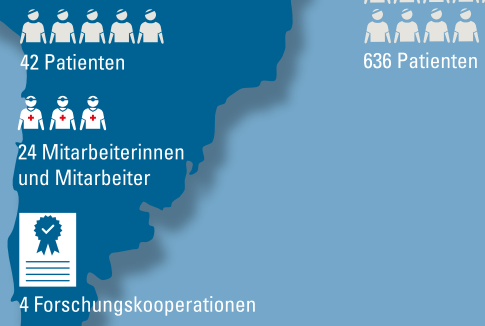 42 Patienten
636 Patienten
24 Mitarbeiterinnen
und Mitarbeiter
4 Forschungskooperationen